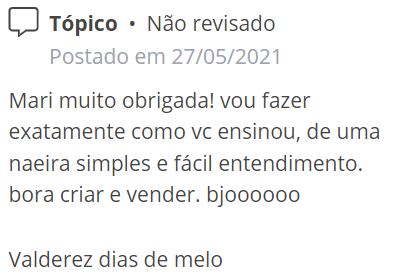 Tópico • Não revisado
Postado em 27/05/2021
Mari muito obrigada! vou fazer
exatamente como vc ensinou, de uma
naeira simples e fácil entendimento.
bora criar e vender. bjoooooo
Valderez dias de melo